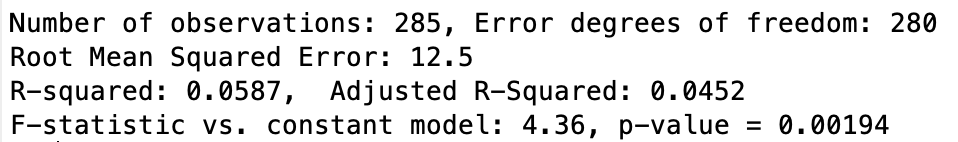 Number of observations: 285, Error degrees of freedom: 280
Root Mean Squared Error: 12.5
R-squared: 0.0587,  Adjusted R-Squared: 0.0452
F-statistic vs. constant model: 4.36, p-value = 0.00194